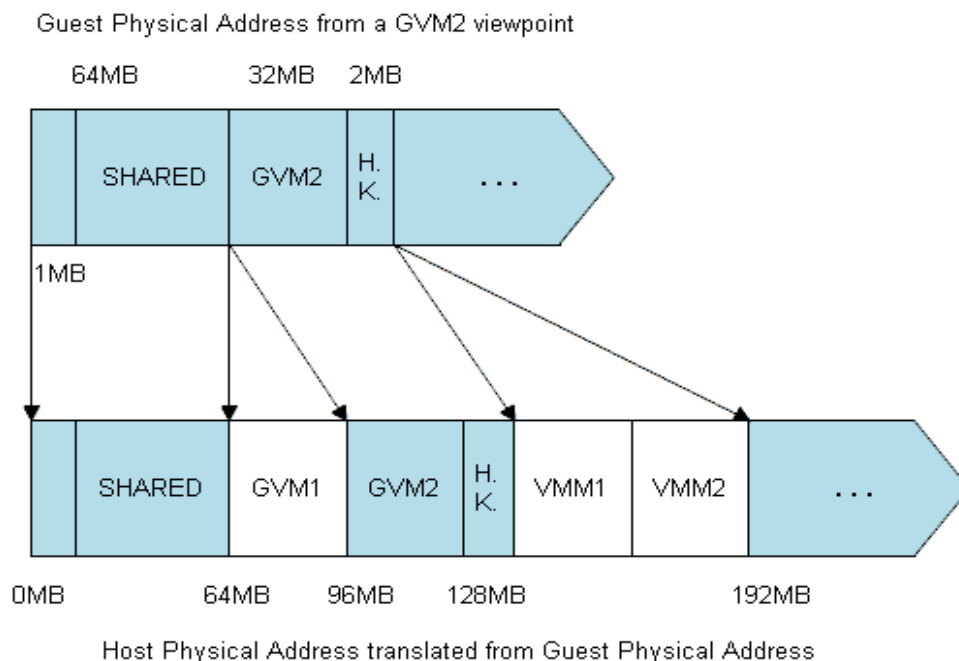 Guest Physical Address from a GVM2 viewpoint
64MB 32MB 2MB
SHARED GVM2 H. K. ...
1MB
SHARED GVM1 GVM2 H. K. VMM1 VMM2 ...
0MB 64MB 96MB 128MB 192MB
Host Physical Address translated from Guest Physical Address